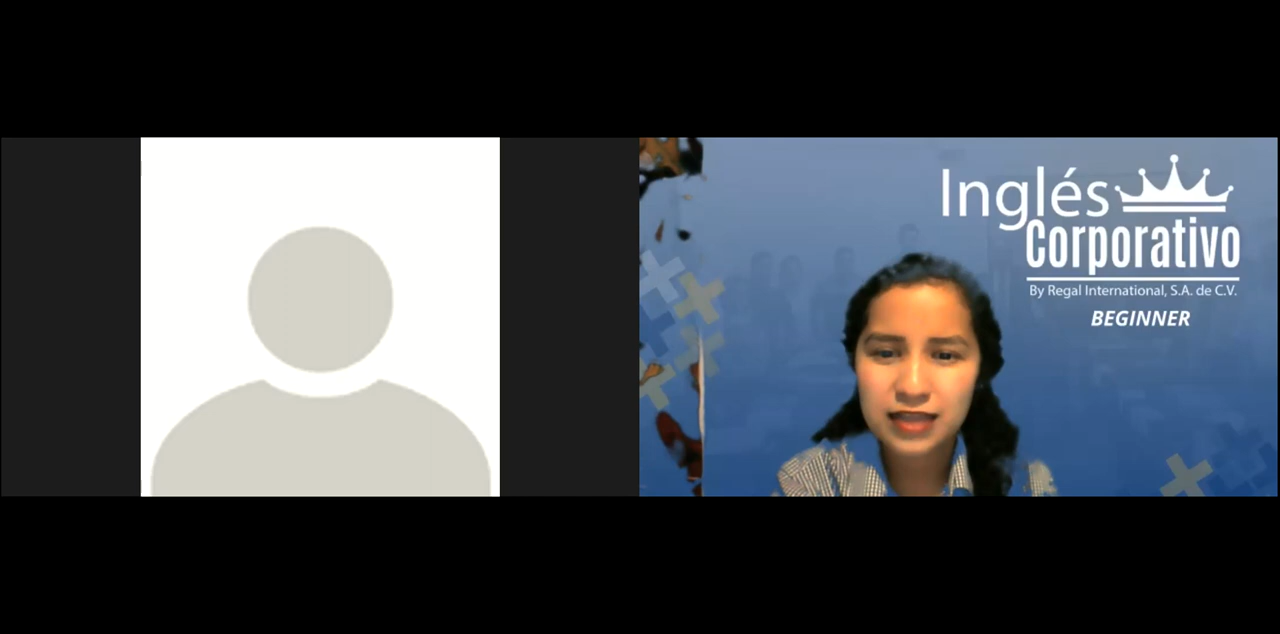 Inglés
Corporativo
By Regal International, S.A. de C.V.
BEGINNER